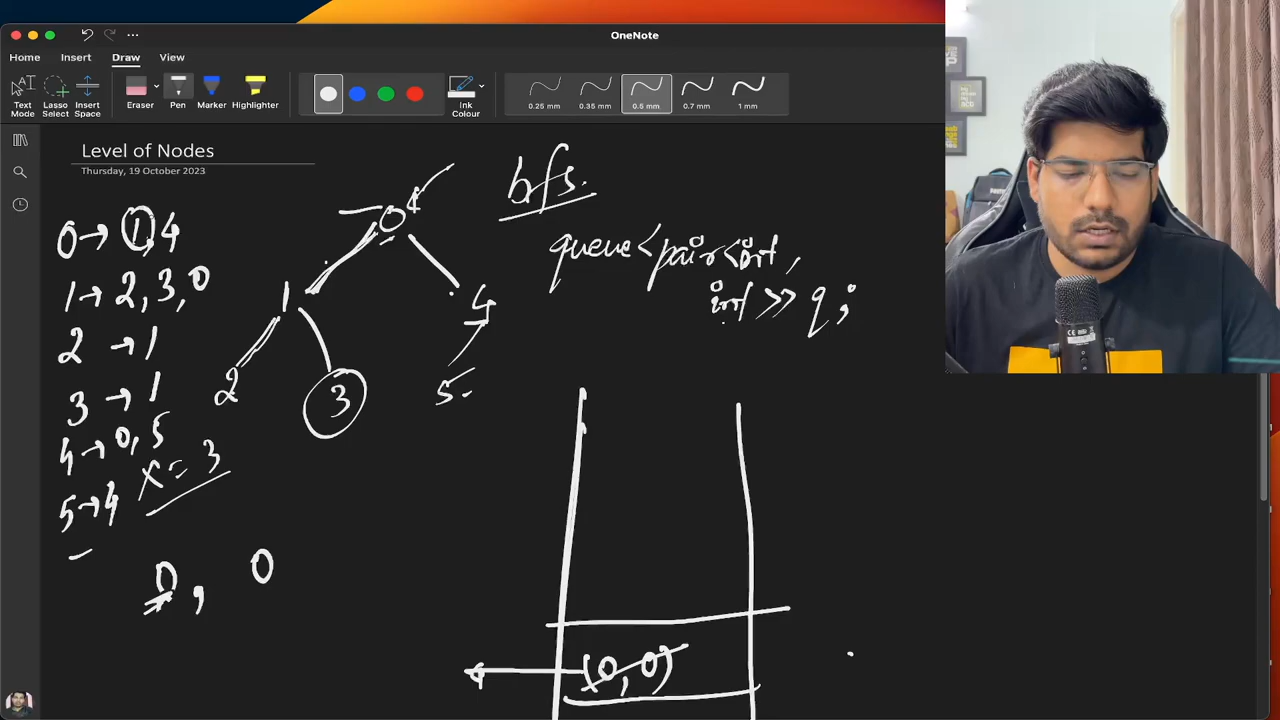 OneNote
Home Insert Draw View
Text Mode
Lasso Select
Insert Space
Eraser
Pen
Marker
Highlighter
Ink Colour
0.25 mm
0.35 mm
0.5 mm
0.7 mm
1 mm
Level of Nodes
Thursday, 19 October 2023
bfs.
queue<pair<int,
int>> q;
0→ 1,4
1→ 2, 3, 0
2 →1
3 →1
4→0, 5
5→4
x = 3
0
1 4
2 3 5
0, 0
(0,0)